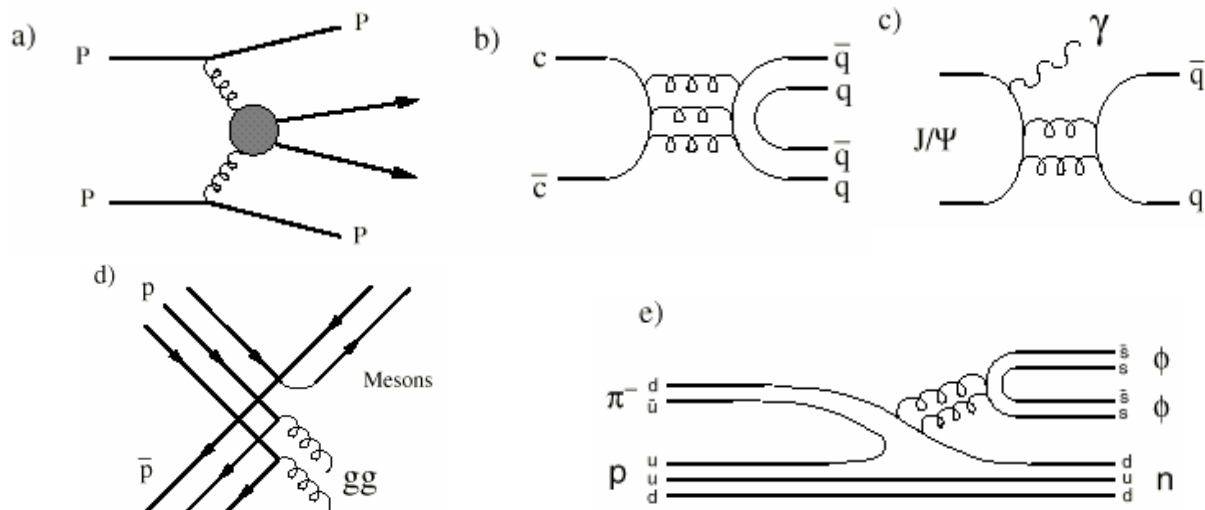 a)
P
P
P
P
b)
c
c̄
q̄
q
q̄
q
c)
γ
J/Ψ
q̄
q
d)
p
p̄
Mesons
gg
e)
π⁻
d
ū
p
u
u
d
s̄
s
ϕ
s̄
s
ϕ
d
u
d
n